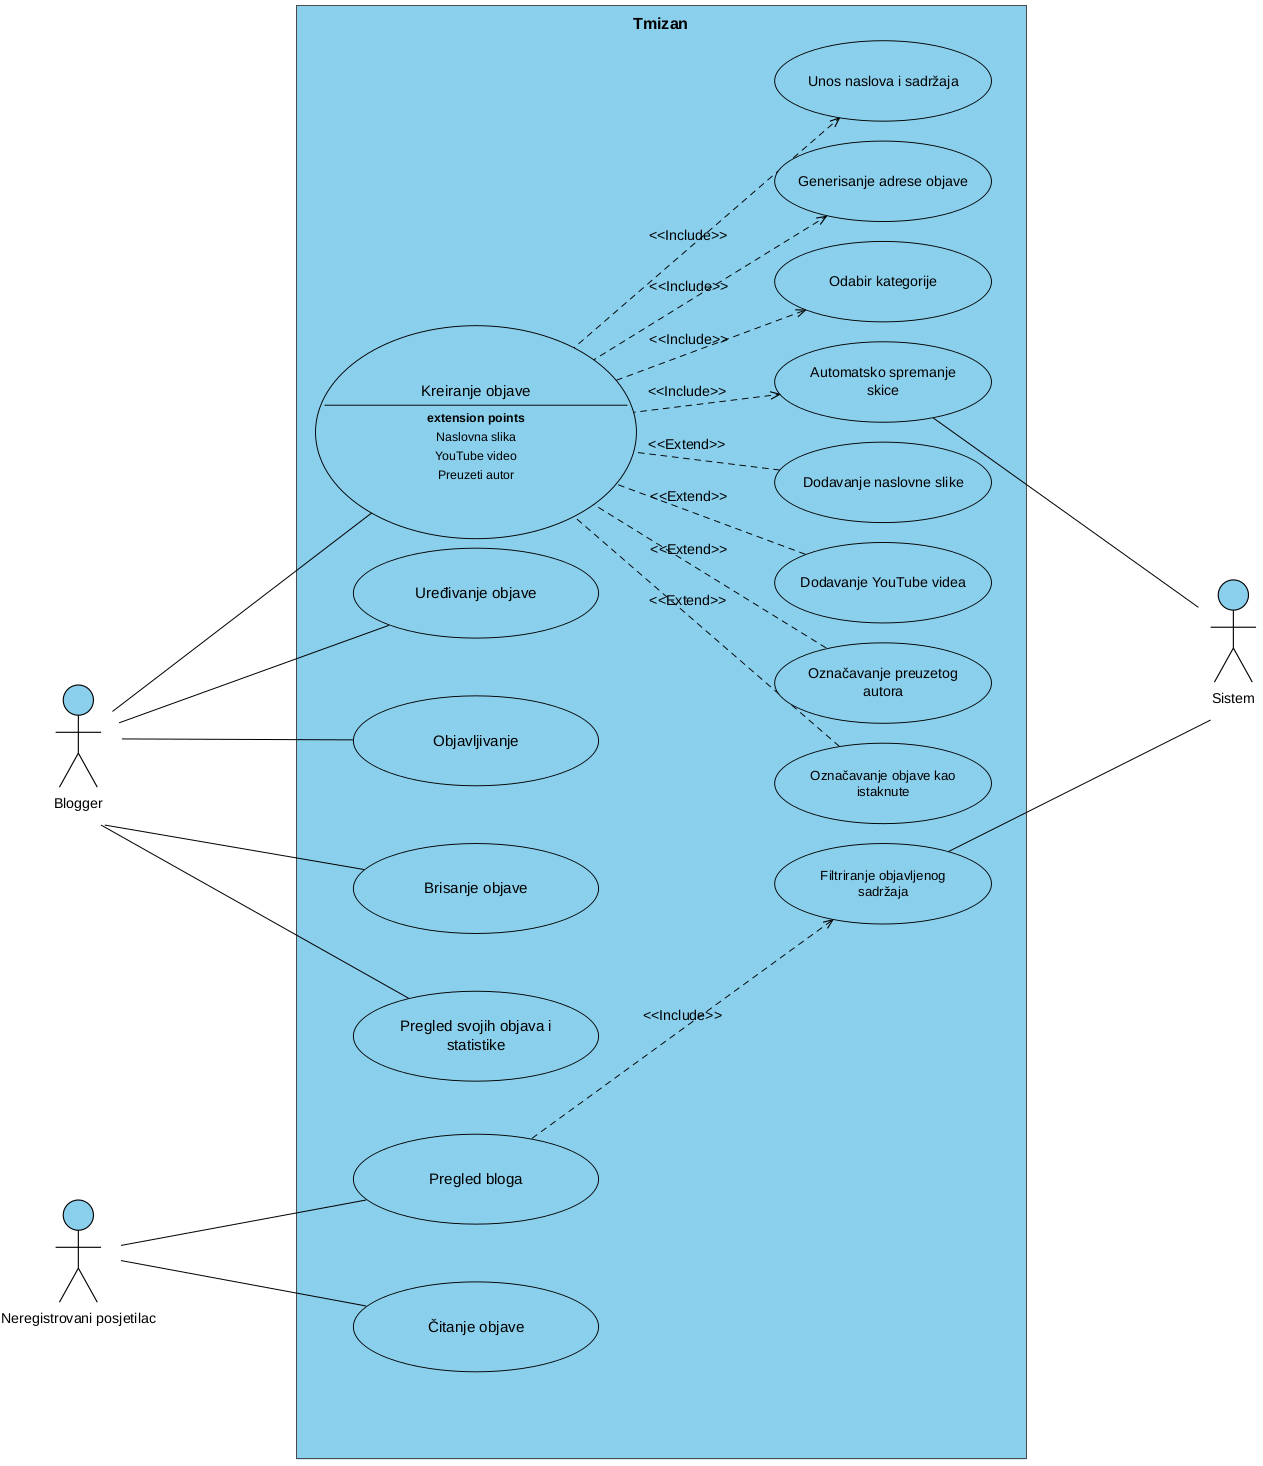 Tmizan
Unos naslova i sadržaja
Generisanje adrese objave
<<Include>>
Odabir kategorije
<<Include>>
<<Include>>
Automatsko spremanje
skice
Kreiranje objave
<<Include>>
extension points
Naslovna slika
YouTube video
Preuzeti autor
<<Extend>>
Dodavanje naslovne slike
<<Extend>>
<<Extend>>
Dodavanje YouTube videa
Uređivanje objave
<<Extend>>
Označavanje preuzetog
autora
Sistem
Objavljivanje
Označavanje objave kao
istaknute
Blogger
Filtriranje objavljenog
sadržaja
Brisanje objave
<<Include>>
Pregled svojih objava i
statistike
Pregled bloga
Neregistrovani posjetilac
Čitanje objave